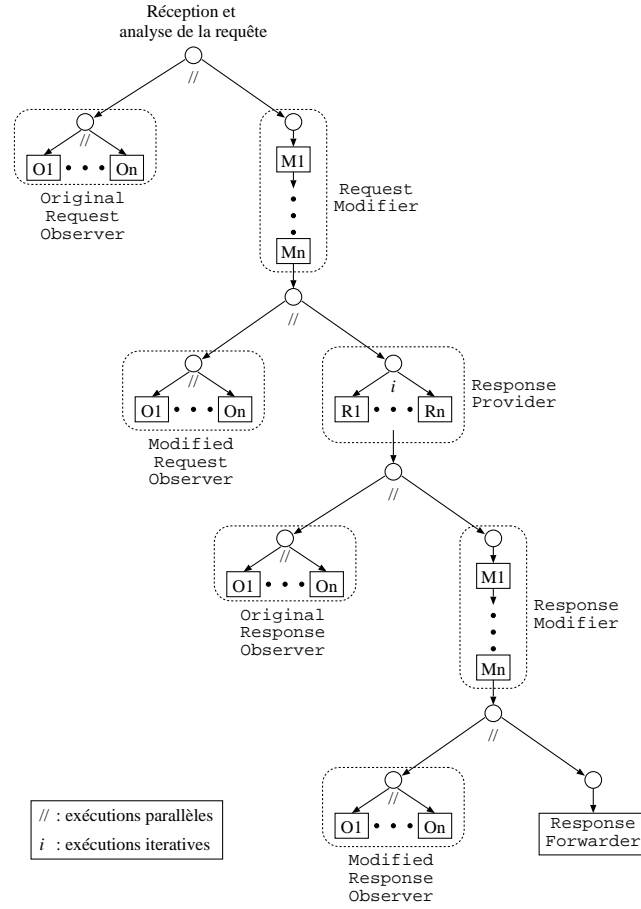 Réception et
analyse de la requête
//
//
O1 • • • On
Original
Request
Observer
M1
•
•
•
Mn
Request
Modifier
//
//
O1 • • • On
Modified
Request
Observer
i
R1 • • • Rn
Response
Provider
//
//
O1 • • • On
Original
Response
Observer
M1
•
•
•
Mn
Response
Modifier
//
//
O1 • • • On
Modified
Response
Observer
Response
Forwarder
// : exécutions parallèles
i : exécutions iteratives